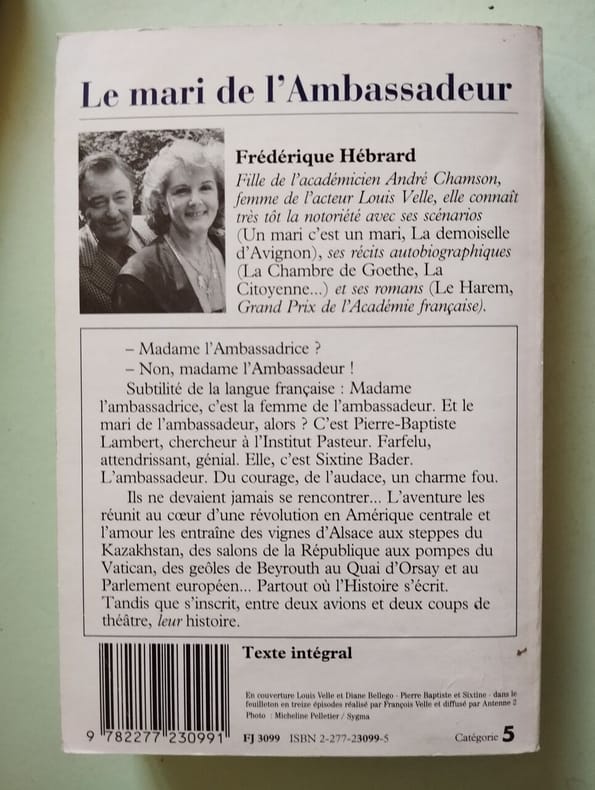 Le mari de l'Ambassadeur
Frédérique Hébrard
Fille de l'académicien André Chamson,
femme de l'acteur Louis Velle, elle connaît
très tôt la notoriété avec ses scénarios
(Un mari c'est un mari, La demoiselle
d'Avignon), ses récits autobiographiques
(La Chambre de Goethe, La
Citoyenne...) et ses romans (Le Harem,
Grand Prix de l'Académie française).
– Madame l'Ambassadrice ?
– Non, madame l'Ambassadeur !
Subtilité de la langue française : Madame
l'ambassadrice, c'est la femme de l'ambassadeur. Et le
mari de l'ambassadeur, alors ? C'est Pierre-Baptiste
Lambert, chercheur à l'Institut Pasteur. Farfelu,
attendrissant, génial. Elle, c'est Sixtine Bader.
L'ambassadeur. Du courage, de l'audace, un charme fou.
Ils ne devaient jamais se rencontrer... L'aventure les
réunit au cœur d'une révolution en Amérique centrale et
l'amour les entraîne des vignes d'Alsace aux steppes du
Kazakhstan, des salons de la République aux pompes du
Vatican, des geôles de Beyrouth au Quai d'Orsay et au
Parlement européen... Partout où l'Histoire s'écrit.
Tandis que s'inscrit, entre deux avions et deux coups de
théâtre, leur histoire.
Texte intégral
En couverture Louis Velle et Diane Bellego - Pierre Baptiste et Sixtine - dans le
feuilleton en treize épisodes réalisé par François Velle et diffusé par Antenne 2
Photo : Micheline Pelletier / Sygma
9 782277 230991
FJ 3099 ISBN 2-277-23099-5
Catégorie 5